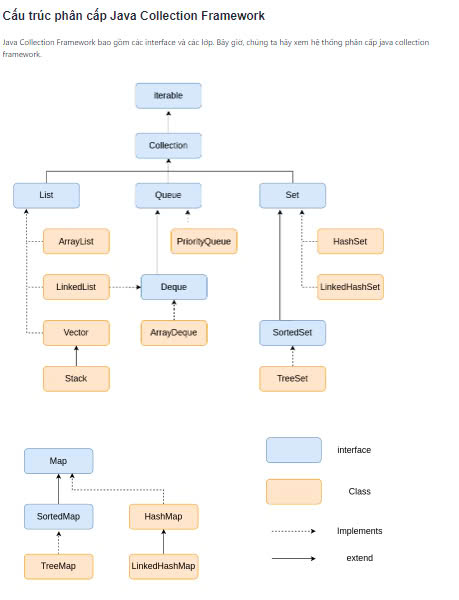 Cấu trúc phân cấp Java Collection Framework
Java Collection Framework bao gồm các interface và các lớp. Bây giờ, chúng ta hãy xem hệ thống phân cấp java collection
framework.
Iterable
Collection
List
Queue
Set
ArrayList
PriorityQueue
HashSet
LinkedList
Deque
LinkedHashSet
Vector
ArrayDeque
SortedSet
Stack
TreeSet
Map
interface
Class
SortedMap
HashMap
Implements
TreeMap
LinkedHashMap
extend